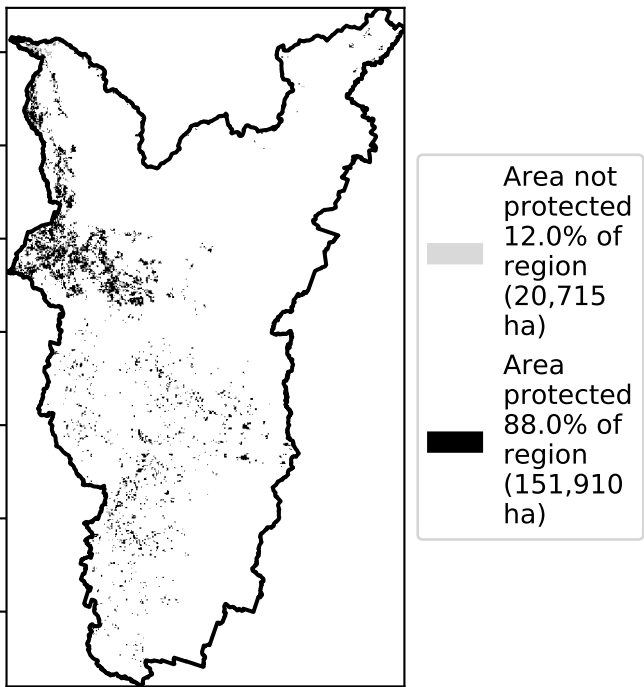 Area not
protected
12.0% of
region
(20,715
ha)
Area
protected
88.0% of
region
(151,910
ha)